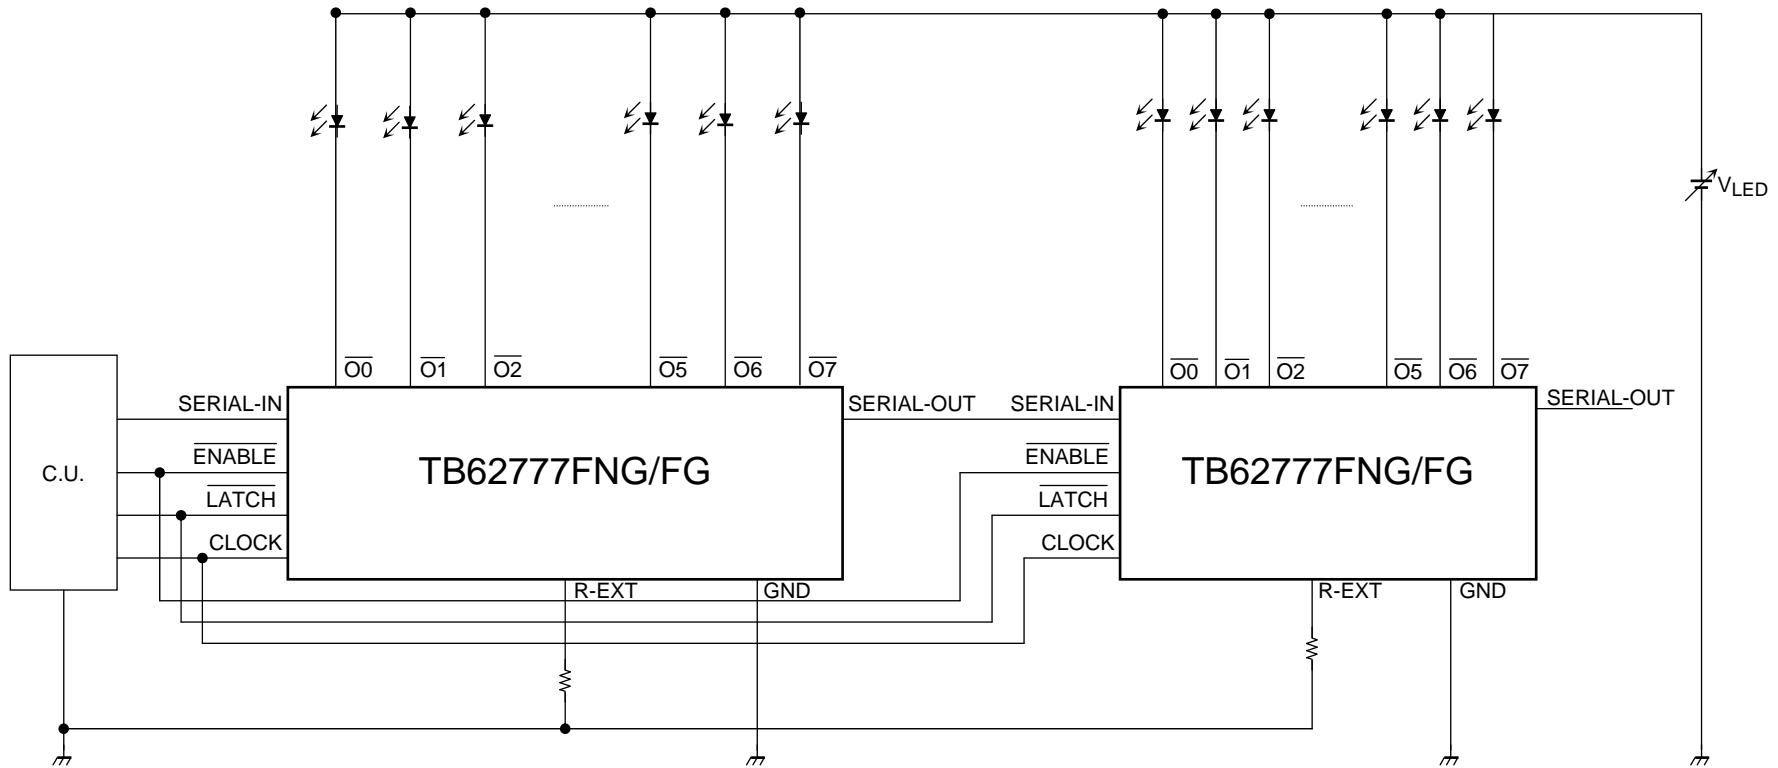 VLED
O0 O1 O2 O5 O6 O7
O0 O1 O2 O5 O6 O7
C.U.
SERIAL-IN
ENABLE
LATCH
CLOCK
TB62777FNG/FG
R-EXT
GND
SERIAL-OUT
SERIAL-IN
ENABLE
LATCH
CLOCK
TB62777FNG/FG
R-EXT
GND
SERIAL-OUT